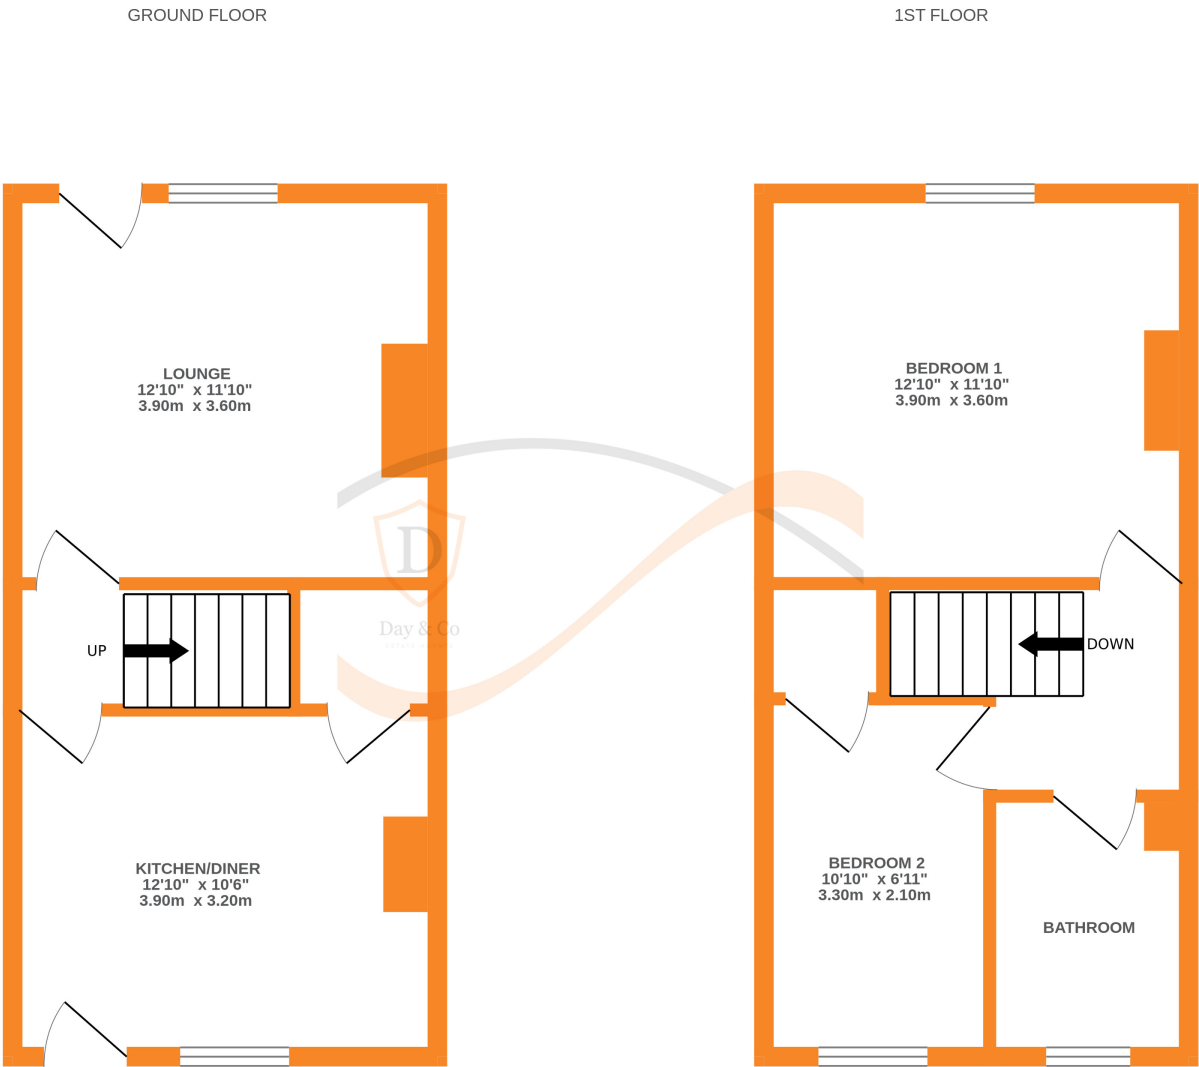 GROUND FLOOR
1ST FLOOR
LOUNGE
12'10" x 11'10"
3.90m x 3.60m
BEDROOM 1
12'10" x 11'10"
3.90m x 3.60m
D
Day & Co
UP
DOWN
KITCHEN/DINER
12'10" x 10'6"
3.90m x 3.20m
BEDROOM 2
10'10" x 6'11"
3.30m x 2.10m
BATHROOM